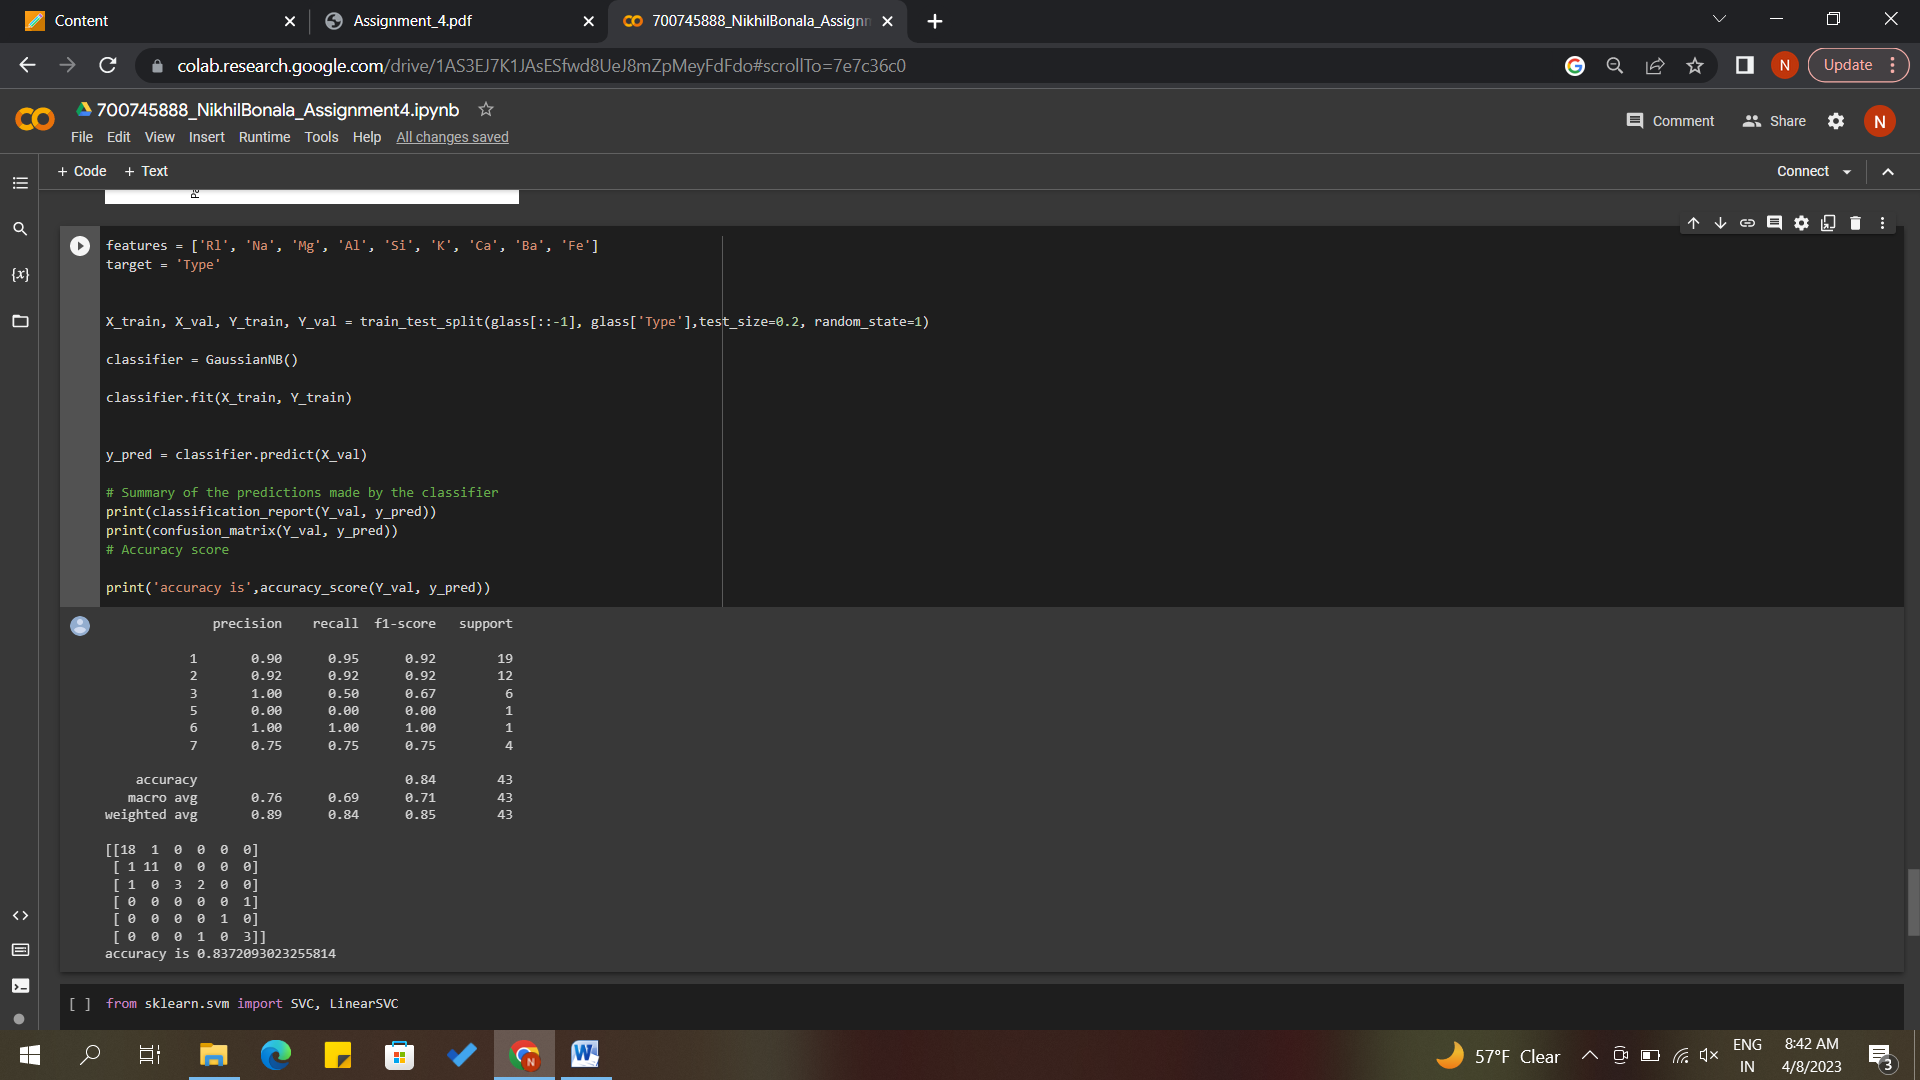 Content
Assignment_4.pdf
700745888_NikhilBonala_Assignn
colab.research.google.com/drive/1AS3EJ7K1JAsESfwd8UeJ8mZpMeyFdFdo#scrollTo=7e7c36c0
N
Update
700745888_NikhilBonala_Assignment4.ipynb
File Edit View Insert Runtime Tools Help All changes saved
Comment
Share
N
+ Code + Text
Connect
{x}
features = ['Rl', 'Na', 'Mg', 'Al', 'Si', 'K', 'Ca', 'Ba', 'Fe']
target = 'Type'
X_train, X_val, Y_train, Y_val = train_test_split(glass[::-1], glass['Type'],test_size=0.2, random_state=1)
classifier = GaussianNB()
classifier.fit(X_train, Y_train)
y_pred = classifier.predict(X_val)
# Summary of the predictions made by the classifier
print(classification_report(Y_val, y_pred))
print(confusion_matrix(Y_val, y_pred))
# Accuracy score
print('accuracy is',accuracy_score(Y_val, y_pred))
precision recall f1-score support
1 0.90 0.95 0.92 19
2 0.92 0.92 0.92 12
3 1.00 0.50 0.67 6
5 0.00 0.00 0.00 1
6 1.00 1.00 1.00 1
7 0.75 0.75 0.75 4
accuracy 0.84 43
macro avg 0.76 0.69 0.71 43
weighted avg 0.89 0.84 0.85 43
[[18 1 0 0 0 0]
[ 1 11 0 0 0 0]
[ 1 0 3 2 0 0]
[ 0 0 0 0 0 1]
[ 0 0 0 0 1 0]
[ 0 0 0 1 0 3]]
accuracy is 0.8372093023255814
[ ] from sklearn.svm import SVC, LinearSVC
57°F Clear
ENG
IN
8:42 AM
4/8/2023
3